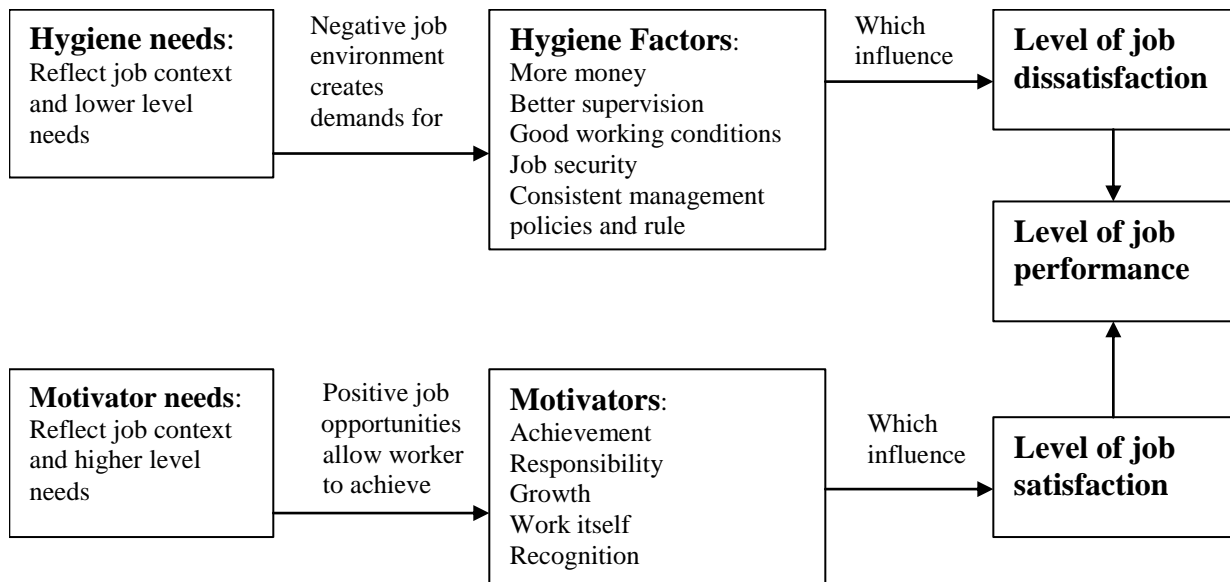 Hygiene needs:
Reflect job context
and lower level
needs
Negative job
environment
creates
demands for
Hygiene Factors:
More money
Better supervision
Good working conditions
Job security
Consistent management
policies and rule
Which
influence
Level of job
dissatisfaction
Level of job
performance
Motivator needs:
Reflect job context
and higher level
needs
Positive job
opportunities
allow worker
to achieve
Motivators:
Achievement
Responsibility
Growth
Work itself
Recognition
Which
influence
Level of job
satisfaction